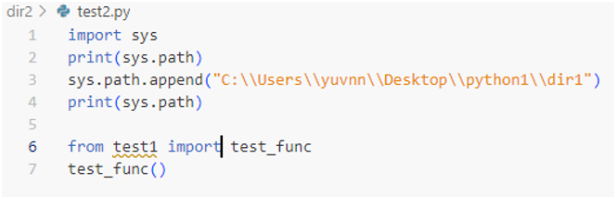 dir2 > test2.py
1 import sys
2 print(sys.path)
3 sys.path.append("C:\\Users\\yuvnn\\Desktop\\python1\\dir1")
4 print(sys.path)
5
6 from test1 import test_func
7 test_func()